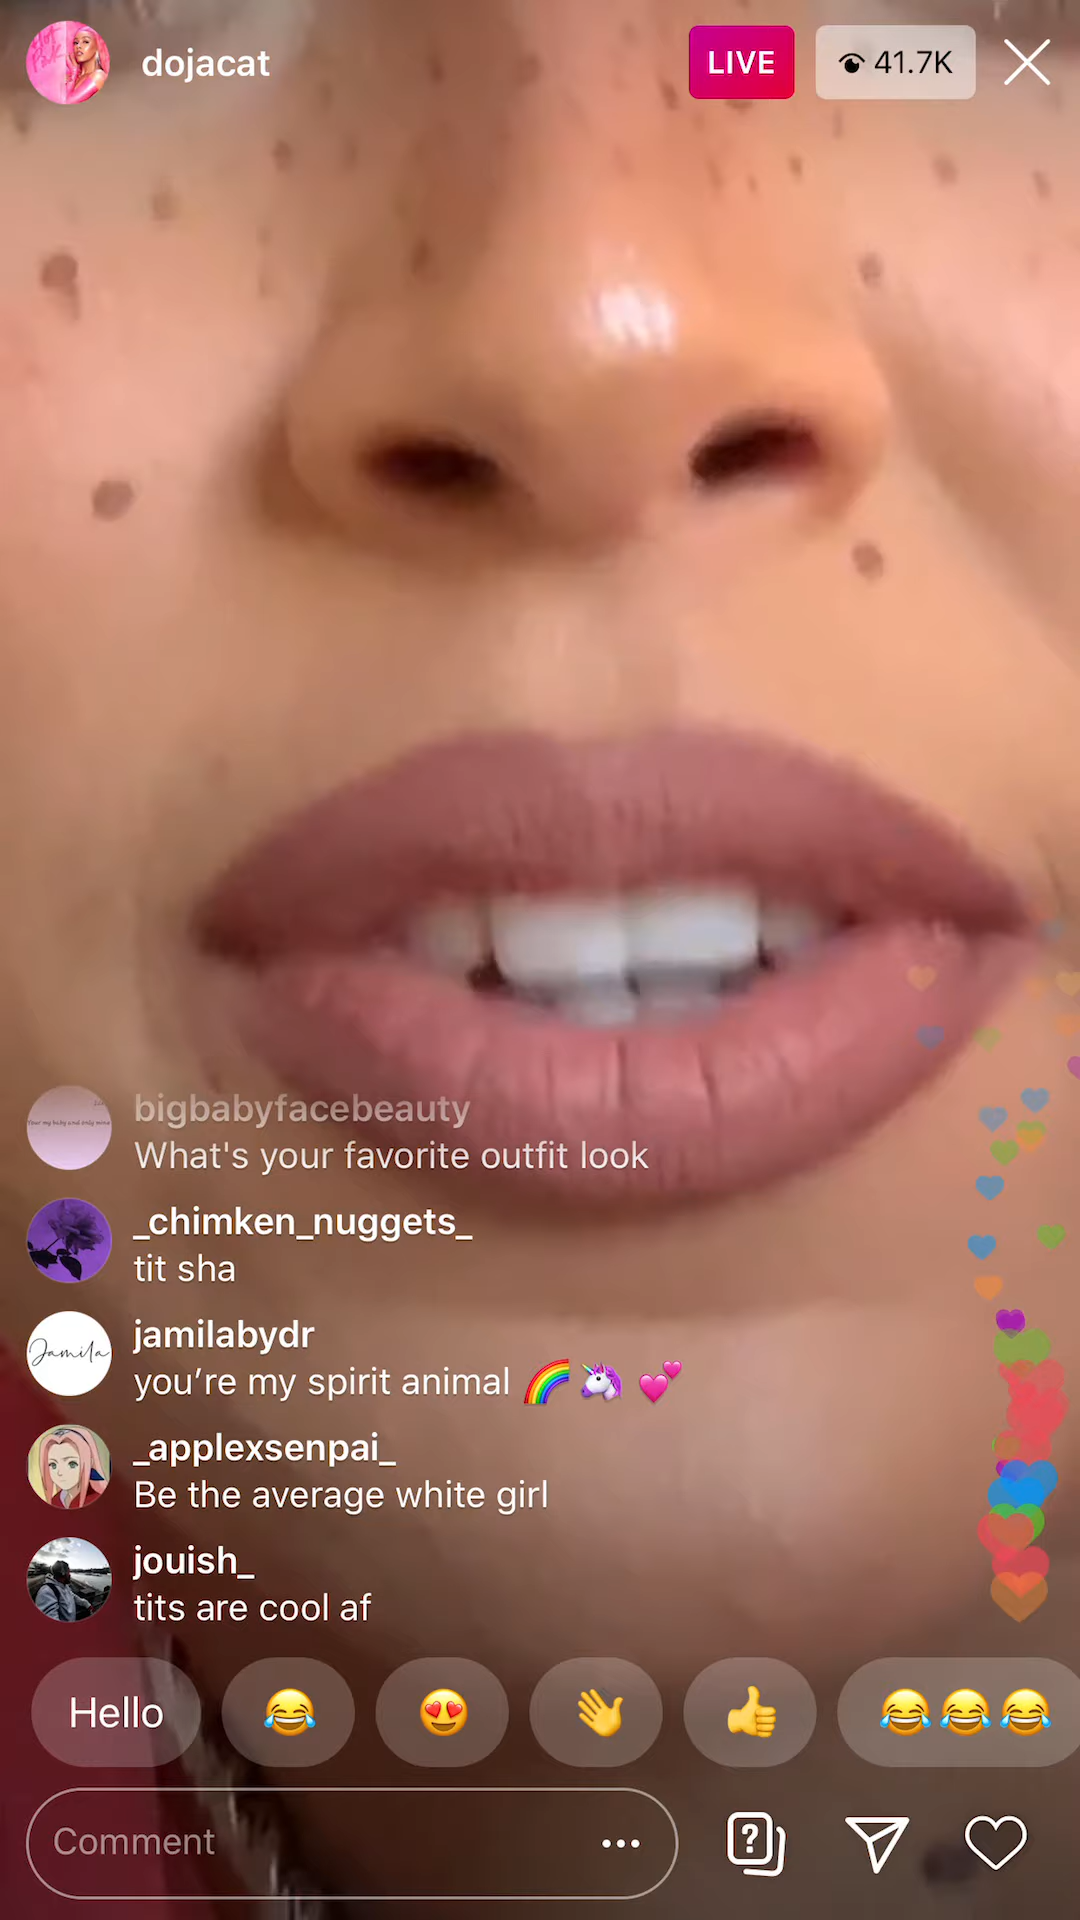 dojacat
LIVE
41.7K
bigbabyfacebeauty
What's your favorite outfit look
_chimken_nuggets_
tit sha
Jamila
jamilabydr
you’re my spirit animal 🌈🦄 💕
_applexsenpai_
Be the average white girl
jouish_
tits are cool af
Hello 😂 😍 👋 👍 😂😂😂
Comment